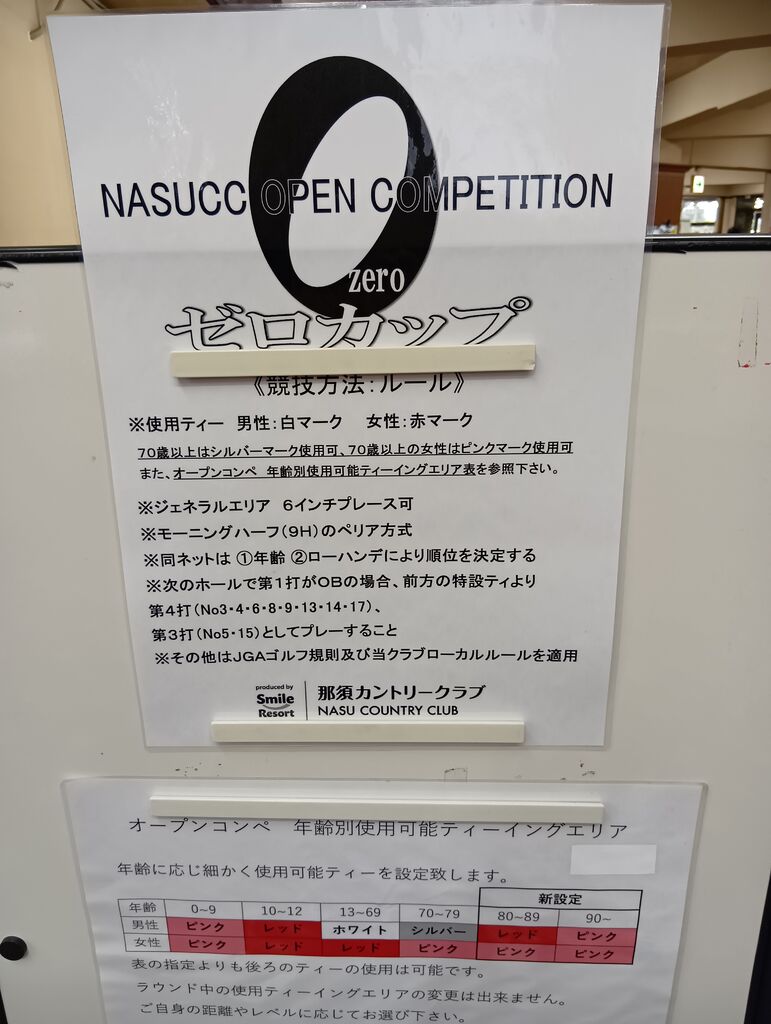 NASUCC OPEN COMPETITION
zero
ゼロカップ
《競技方法:ルール》
※使用ティー 男性:白マーク 女性:赤マーク
70歳以上はシルバーマーク使用可、70歳以上の女性はピンクマーク使用可
また、オープンコンペ 年齢別使用可能ティーイングエリア表を参照下さい。
※ジェネラルエリア 6インチプレース可
※モーニングハーフ(9H)のペリア方式
※同ネットは ①年齢 ②ローハンデにより順位を決定する
※次のホールで第1打がOBの場合、前方の特設ティより
第4打(No3・4・6・8・9・13・14・17)、
第3打(No5・15)としてプレーすること
※その他はJGAゴルフ規則及び当クラブローカルルールを適用
produced by
Smile
Resort
那須カントリークラブ
NASU COUNTRY CLUB
オープンコンペ 年齢別使用可能ティーイングエリア
年齢に応じ細かく使用可能ティーを設定致します。
新設定
年齢 0~9 10~12 13~69 70~79 80~89 90~
男性 ピンク レッド ホワイト シルバー レッド ピンク
女性 ピンク レッド レッド ピンク ピンク ピンク
表の指定よりも後ろのティーの使用は可能です。
ラウンド中の使用ティーイングエリアの変更は出来ません。
ご自身の距離やレベルに応じてお選び下さい。